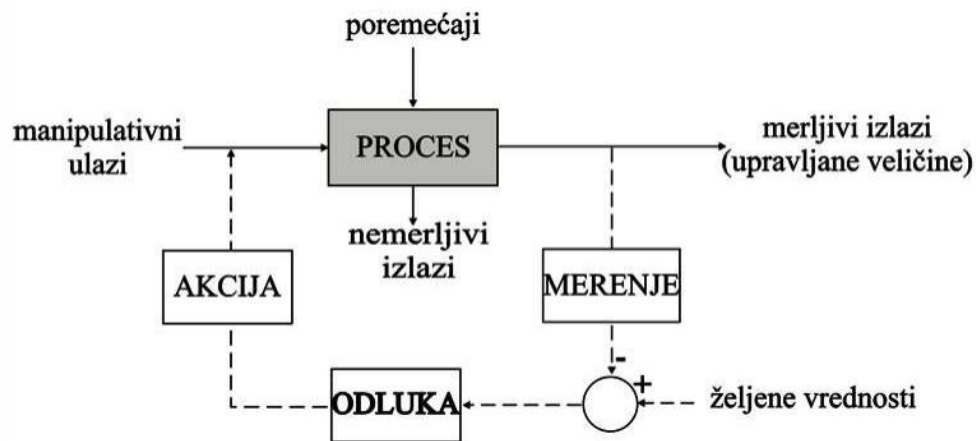 poremećaji
manipulativni
ulazi
PROCES
merljivi izlazi
(upravljane veličine)
nemerljivi
izlazi
AKCIJA
MERENJE
-
+
ODLUKA
željene vrednosti